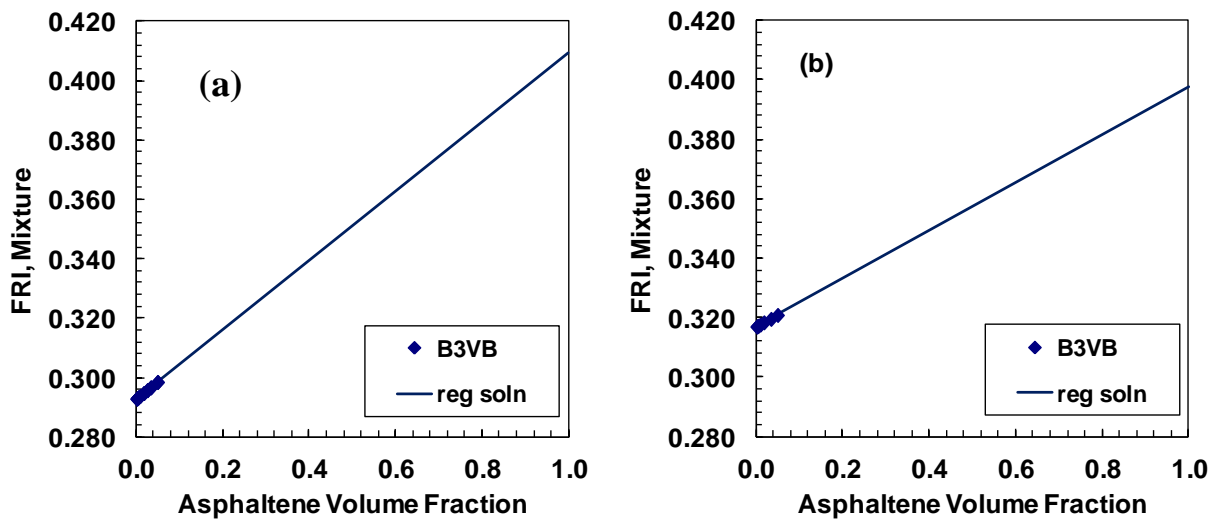 (a)
FRI, Mixture
0.420
0.400
0.380
0.360
0.340
0.320
0.300
0.280
0.0 0.2 0.4 0.6 0.8 1.0
Asphaltene Volume Fraction
B3VB
reg soln
(b)
FRI, Mixture
0.420
0.400
0.380
0.360
0.340
0.320
0.300
0.280
0.0 0.2 0.4 0.6 0.8 1.0
Asphaltene Volume Fraction
B3VB
reg soln